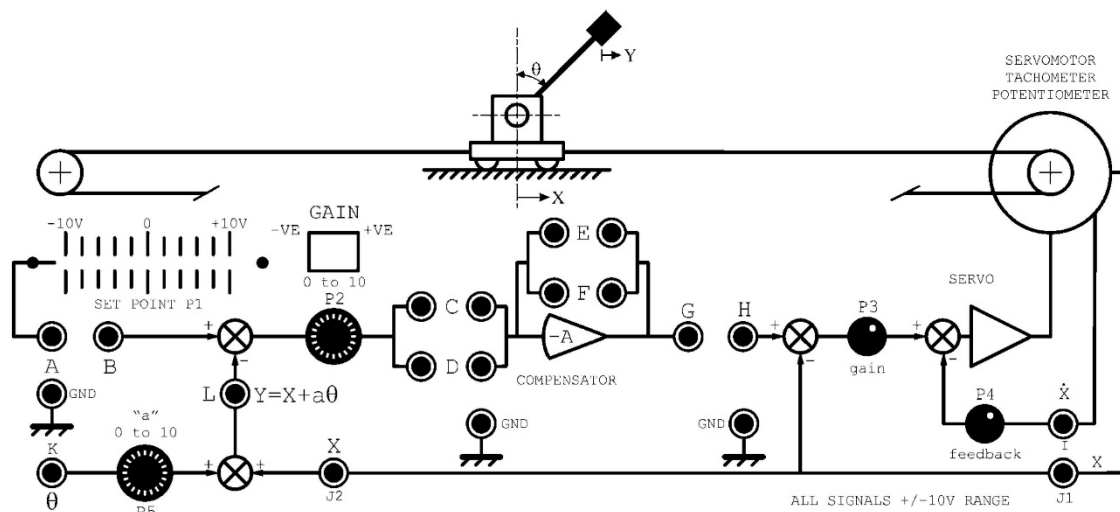 Y
θ
SERVOMOTOR
TACHOMETER
POTENTIOMETER
X
-10V 0 +10V
GAIN
-VE +VE
0 to 10
P2
SET POINT P1
E
F
C
D
-A
COMPENSATOR
G
H
P3
gain
SERVO
+
-
+
-
+
-
A
B
GND
L
Y=X+aθ
"a"
0 to 10
K
θ
P5
+
+
X
J2
GND
GND
P4
feedback
Ẋ
I
X
J1
ALL SIGNALS +/-10V RANGE